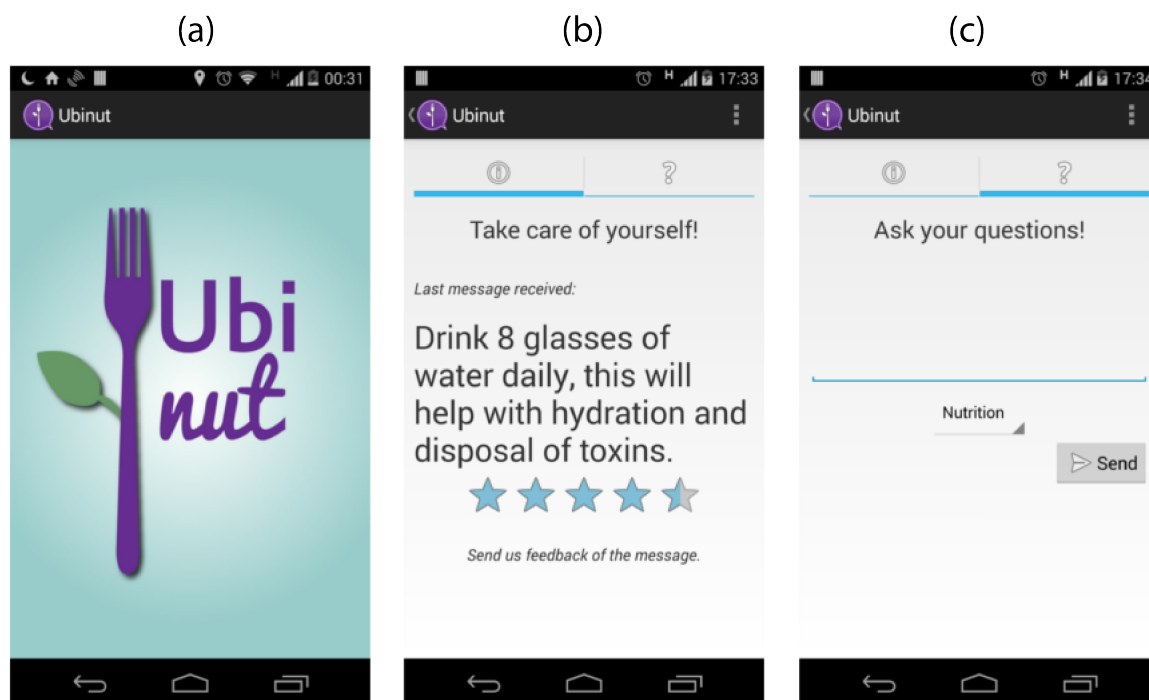 (a)
(b)
(c)
00:31
Ubinut
Ubi
nut
H
17:33
Ubinut
?
Take care of yourself!
Last message received:
Drink 8 glasses of
water daily, this will
help with hydration and
disposal of toxins.
Send us feedback of the message.
H
17:34
Ubinut
?
Ask your questions!
Nutrition
Send